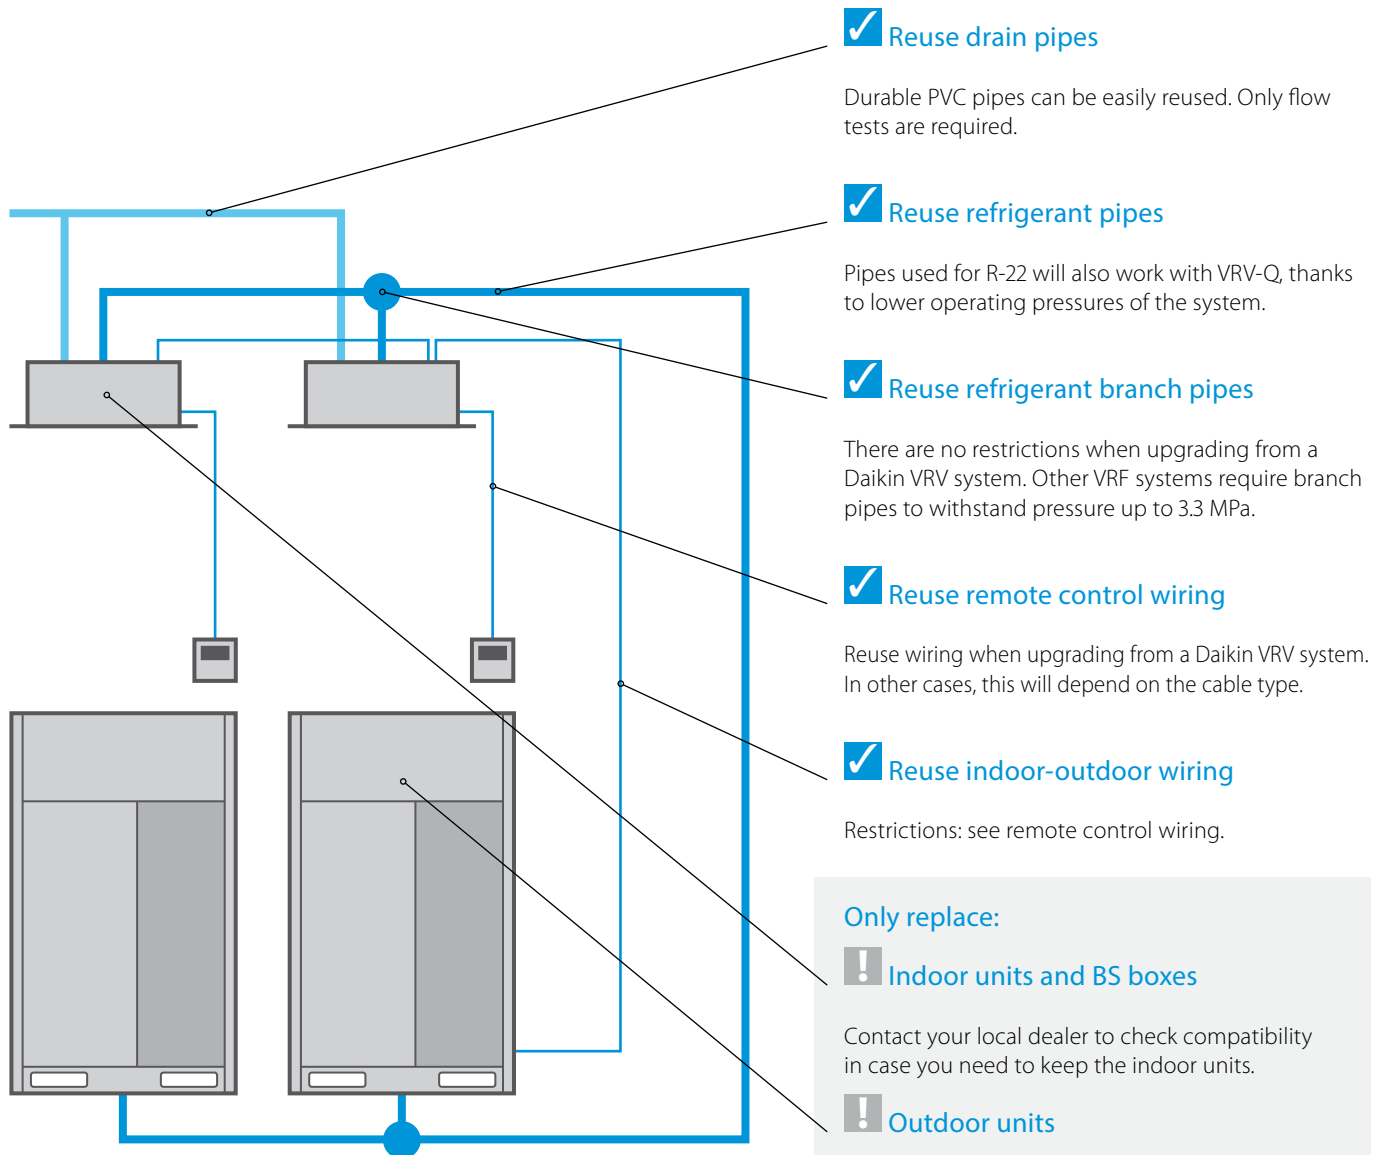 Reuse drain pipes
Durable PVC pipes can be easily reused. Only flow
tests are required.
Reuse refrigerant pipes
Pipes used for R-22 will also work with VRV-Q, thanks
to lower operating pressures of the system.
Reuse refrigerant branch pipes
There are no restrictions when upgrading from a
Daikin VRV system. Other VRF systems require branch
pipes to withstand pressure up to 3.3 MPa.
Reuse remote control wiring
Reuse wiring when upgrading from a Daikin VRV system.
In other cases, this will depend on the cable type.
Reuse indoor-outdoor wiring
Restrictions: see remote control wiring.
Only replace:
! Indoor units and BS boxes
Contact your local dealer to check compatibility
in case you need to keep the indoor units.
! Outdoor units